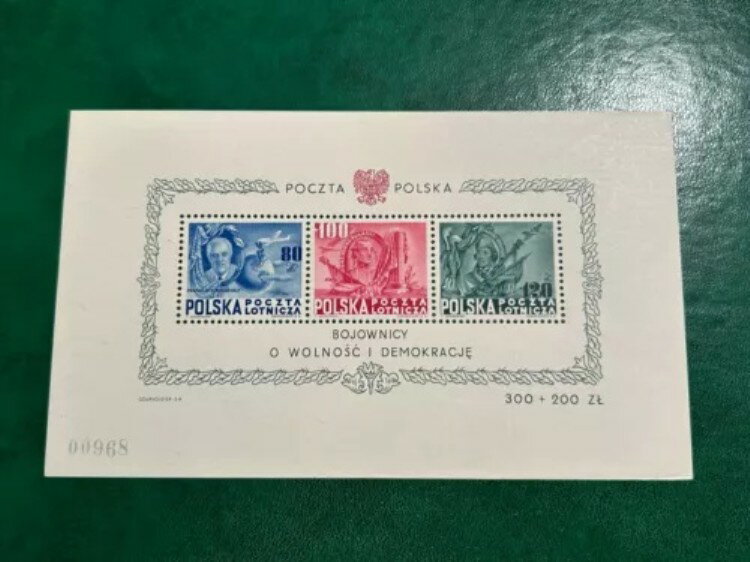 POCZTA POLSKA
80
POLSKA POCZTA LOTNICZA
100
POLSKA POCZTA LOTNICZA
120
POLSKA POCZTA LOTNICZA
BOJOWNICY
O WOLNOŚĆ I DEMOKRACJĘ
300 + 200 ZŁ
00968